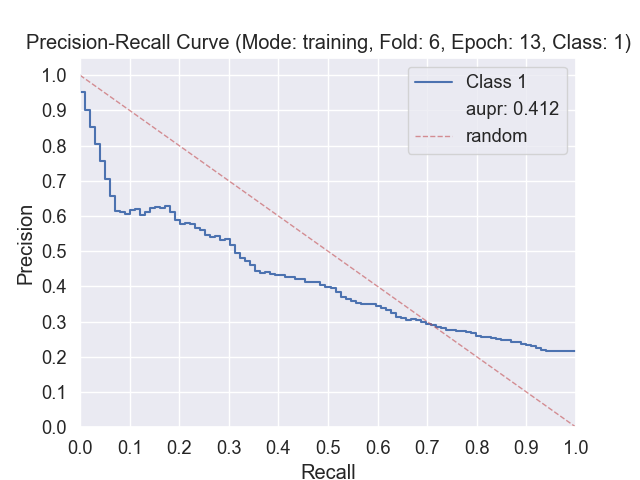 Precision-Recall Curve (Mode: training, Fold: 6, Epoch: 13, Class: 1)
Class 1
aupr: 0.412
random
Precision
1.0
0.9
0.8
0.7
0.6
0.5
0.4
0.3
0.2
0.1
0.0
0.0 0.1 0.2 0.3 0.4 0.5 0.6 0.7 0.8 0.9 1.0
Recall